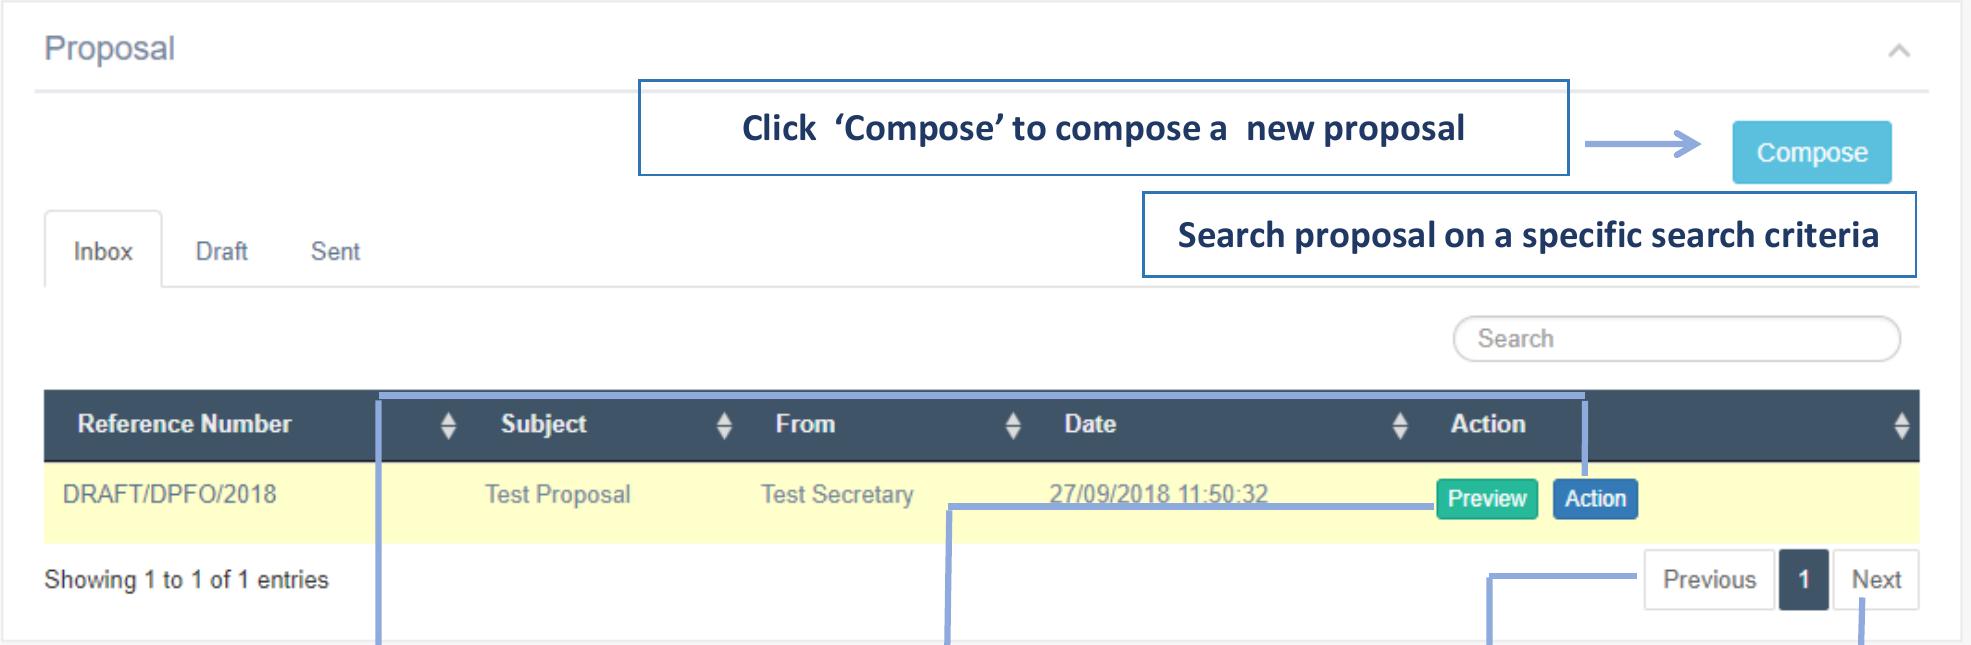 Proposal
Click ‘Compose’ to compose a new proposal
Compose
Search proposal on a specific search criteria
Inbox Draft Sent
Search
Reference Number Subject From Date Action
DRAFT/DPFO/2018 Test Proposal Test Secretary 27/09/2018 11:50:32 Preview Action
Showing 1 to 1 of 1 entries Previous 1 Next